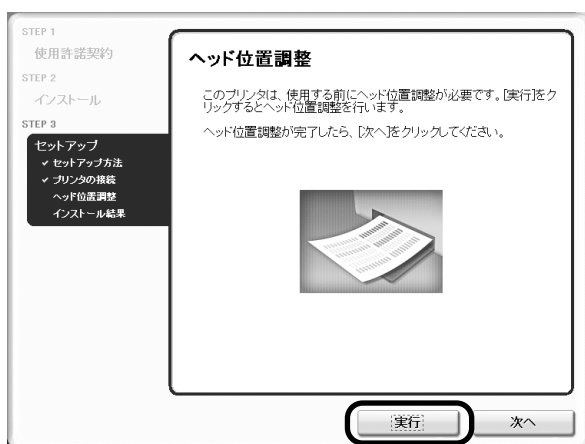 STEP 1
使用許諾契約
STEP 2
インストール
STEP 3
セットアップ
✓ セットアップ方法
✓ プリンタの接続
ヘッド位置調整
インストール結果
ヘッド位置調整
このプリンタは、使用する前にヘッド位置調整が必要です。[実行]をク
リックするとヘッド位置調整を行います。
ヘッド位置調整が完了したら、[次へ]をクリックしてください。
実行
次へ